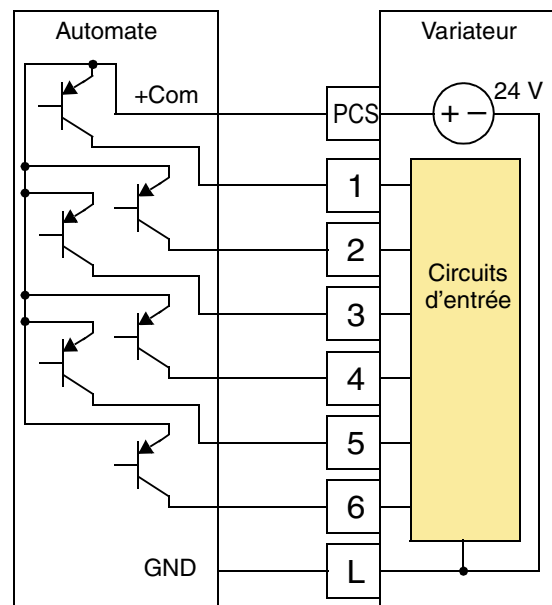 Automate
Variateur
+Com
PCS
+ −
24 V
1
2
3
4
5
6
Circuits
d'entrée
GND
L